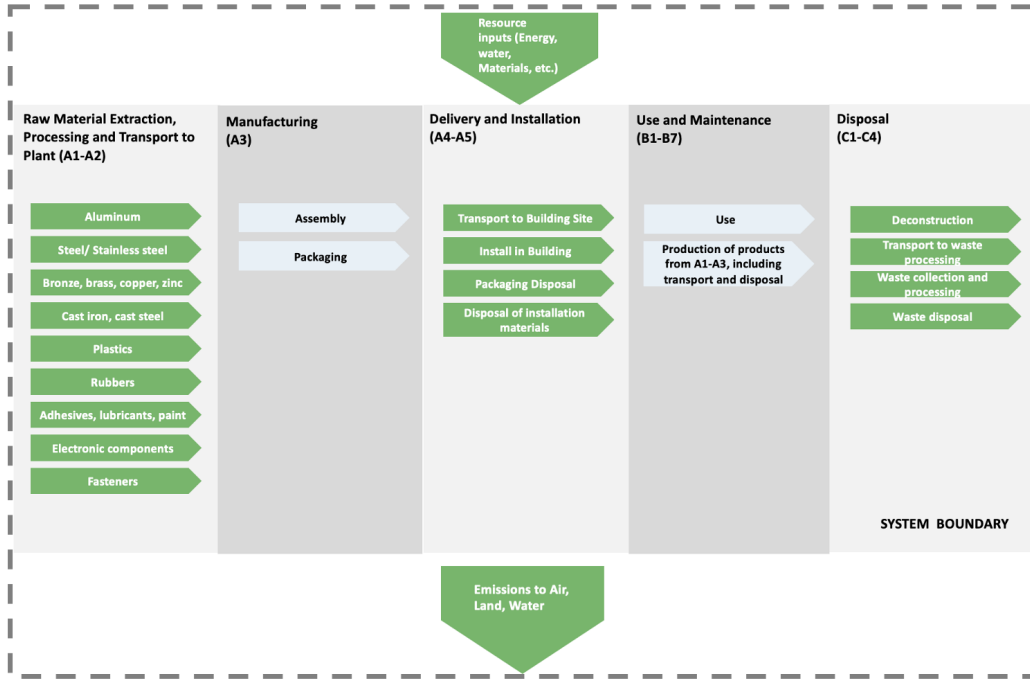 Resource
inputs (Energy,
water,
Materials, etc.)
Raw Material Extraction,
Processing and Transport to
Plant (A1-A2)
Aluminum
Steel/ Stainless steel
Bronze, brass, copper, zinc
Cast iron, cast steel
Plastics
Rubbers
Adhesives, lubricants, paint
Electronic components
Fasteners
Manufacturing
(A3)
Assembly
Packaging
Delivery and Installation
(A4-A5)
Transport to Building Site
Install in Building
Packaging Disposal
Disposal of installation
materials
Use and Maintenance
(B1-B7)
Use
Production of products
from A1-A3, including
transport and disposal
Disposal
(C1-C4)
Deconstruction
Transport to waste
processing
Waste collection and
processing
Waste disposal
SYSTEM BOUNDARY
Emissions to Air,
Land, Water